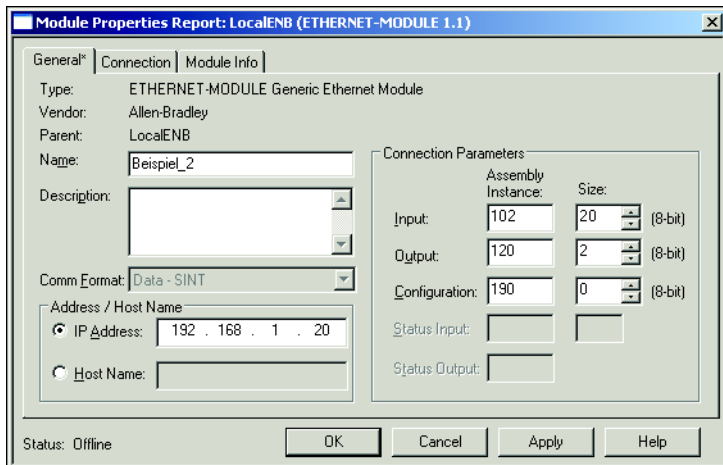 Module Properties Report: LocalENB (ETHERNET-MODULE 1.1)
General* Connection Module Info
Type: ETHERNET-MODULE Generic Ethernet Module
Vendor: Allen-Bradley
Parent: LocalENB
Name: Beispiel_2
Description:
Comm Format: Data - SINT
Address / Host Name
IP Address: 192 . 168 . 1 . 20
Host Name:
Connection Parameters
Assembly Instance: Size:
Input: 102 20 (8-bit)
Output: 120 2 (8-bit)
Configuration: 190 0 (8-bit)
Status Input:
Status Output:
Status: Offline
OK Cancel Apply Help